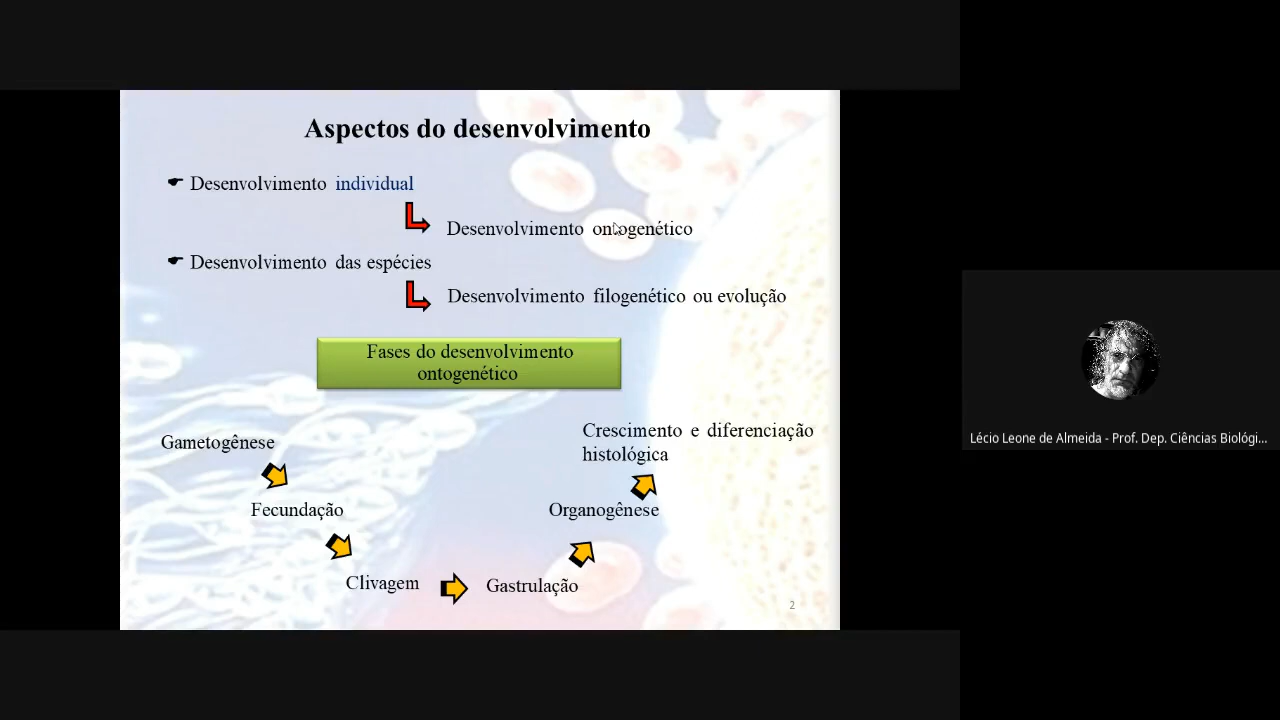 Aspectos do desenvolvimento
Desenvolvimento individual
Desenvolvimento ontogenético
Desenvolvimento das espécies
Desenvolvimento filogenético ou evolução
Fases do desenvolvimento
ontogenético
Gametogênese
Fecundação
Clivagem
Gastrulação
Organogênese
Crescimento e diferenciação
histológica
2
Lécio Leone de Almeida - Prof. Dep. Ciências Biológi...